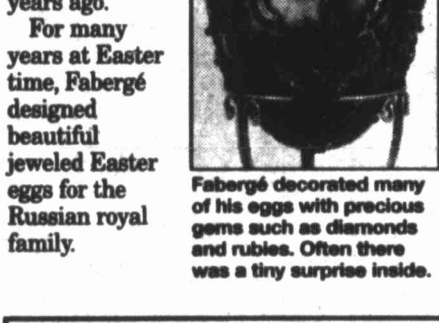 years ago.
For many
years at Easter
time, Fabergé
designed
beautiful
jeweled Easter
eggs for the
Russian royal
family.
Fabergé decorated many
of his eggs with precious
gems such as diamonds
and rubies. Often there
was a tiny surprise inside.